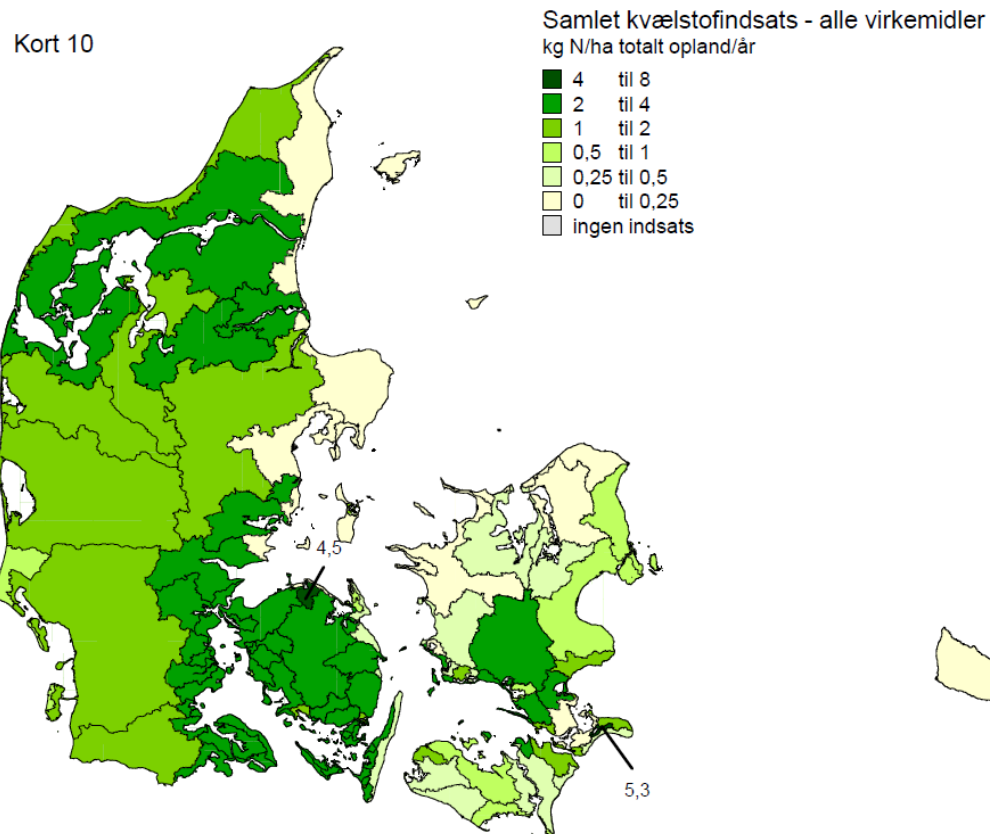 Kort 10
Samlet kvælstofindsats - alle virkemidler
kg N/ha totalt opland/år
4 til 8
2 til 4
1 til 2
0,5 til 1
0,25 til 0,5
0 til 0,25
ingen indsats
4,5
5,3